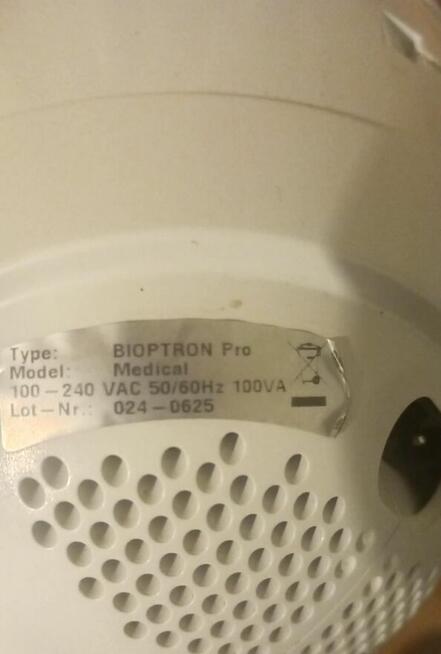 Type: BIOPTRON Pro
Model: Medical
100-240 VAC 50/60Hz 100VA
Lot-Nr.: 024-0625